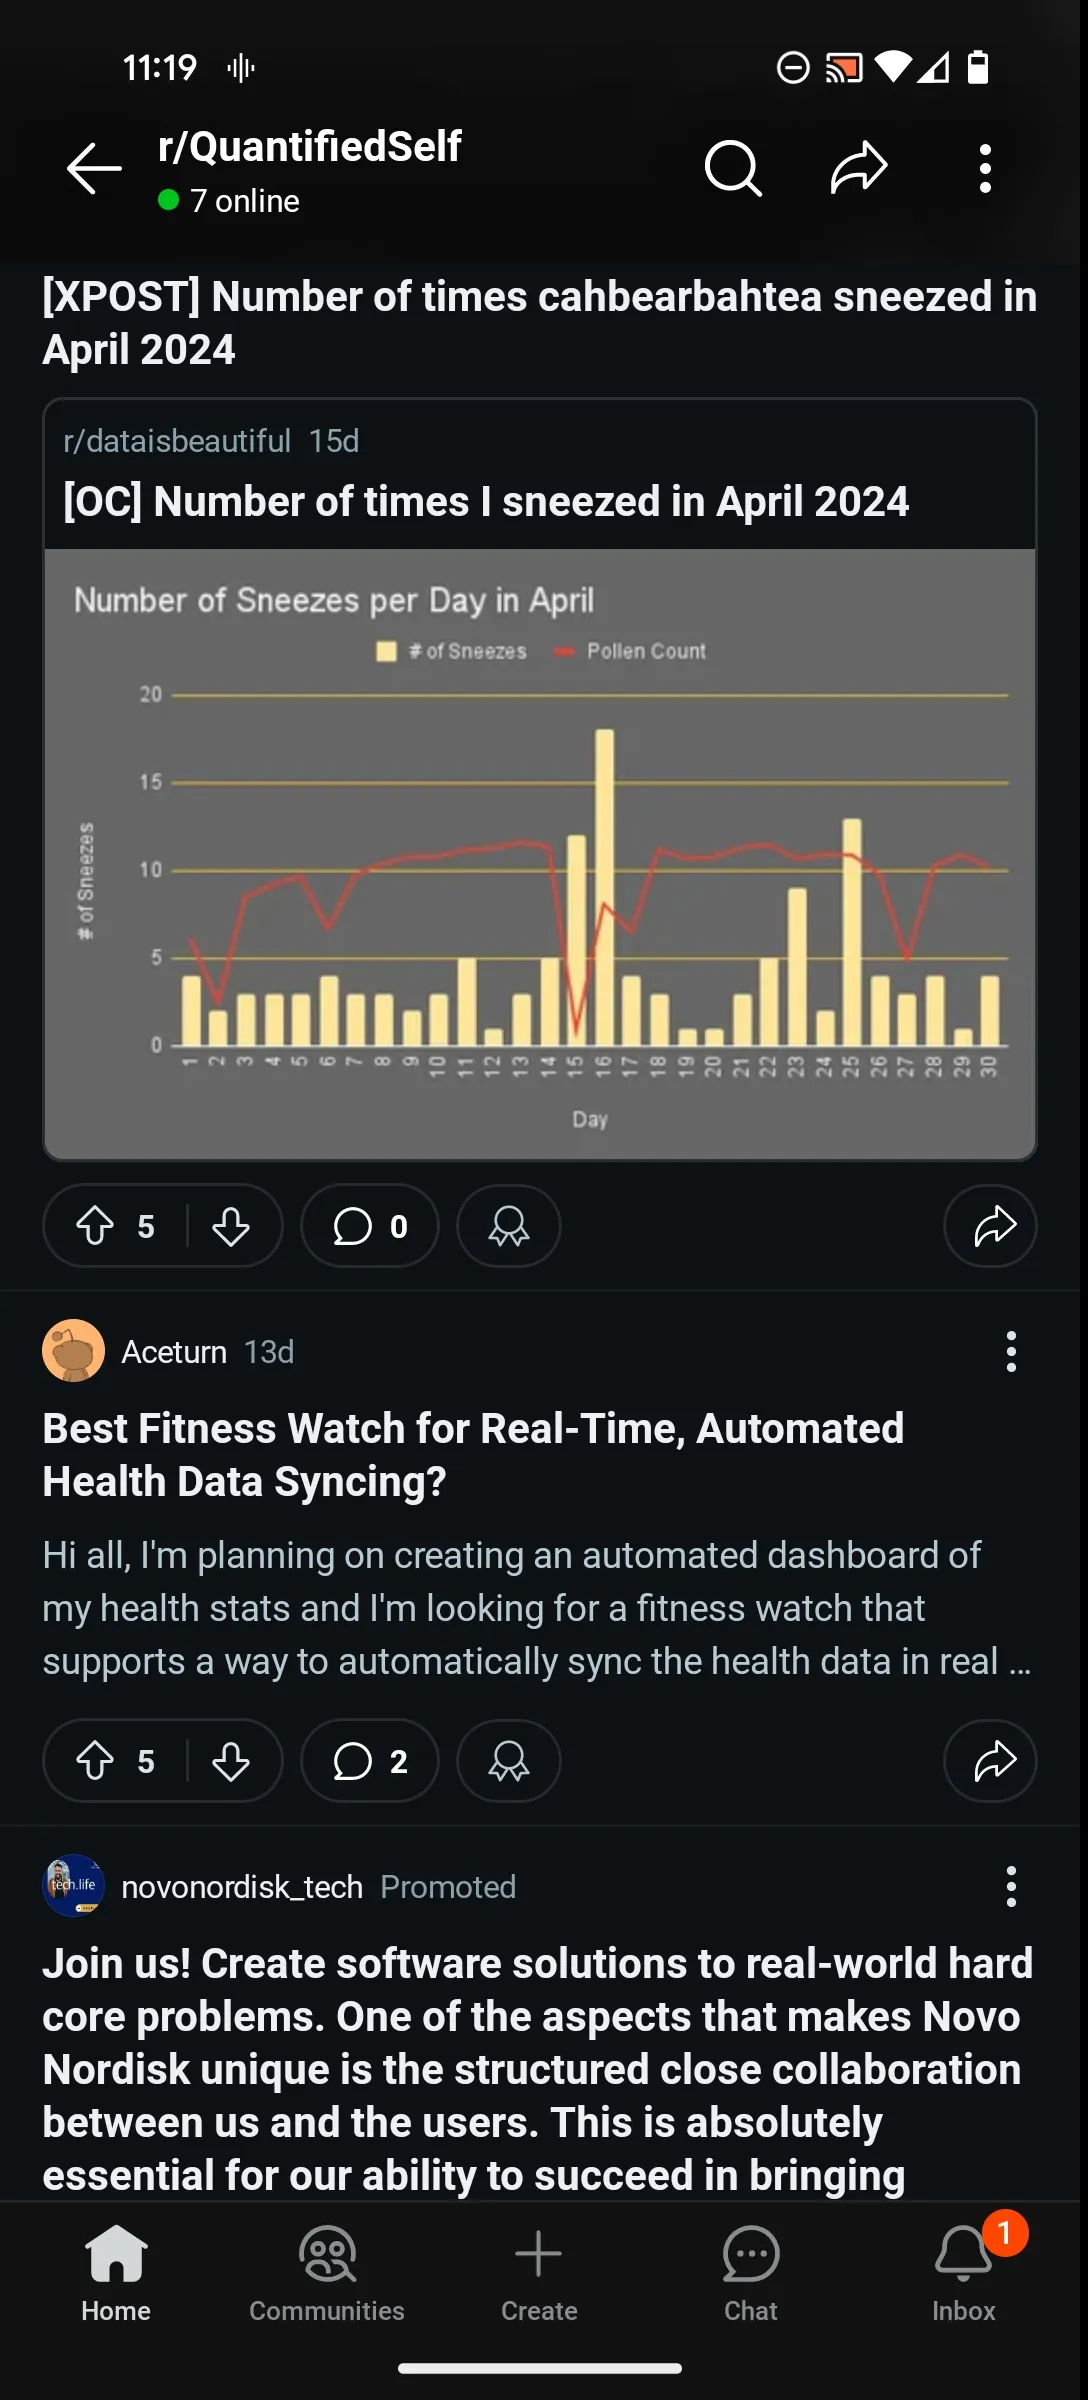 11:19
r/QuantifiedSelf
7 online
[XPOST] Number of times cahbearbahtea sneezed in
April 2024
r/dataisbeautiful 15d
[OC] Number of times I sneezed in April 2024
Number of Sneezes per Day in April
# of Sneezes Pollen Count
20
15
10
5
0
# of Sneezes
1 2 3 4 5 6 7 8 9 10 11 12 13 14 15 16 17 18 19 20 21 22 23 24 25 26 27 28 29 30
Day
5 0
Aceturn 13d
Best Fitness Watch for Real-Time, Automated
Health Data Syncing?
Hi all, I'm planning on creating an automated dashboard of
my health stats and I'm looking for a fitness watch that
supports a way to automatically sync the health data in real ...
5 2
tech.life
novonordisk_tech Promoted
Join us! Create software solutions to real-world hard
core problems. One of the aspects that makes Novo
Nordisk unique is the structured close collaboration
between us and the users. This is absolutely
essential for our ability to succeed in bringing
1
Home Communities Create Chat Inbox